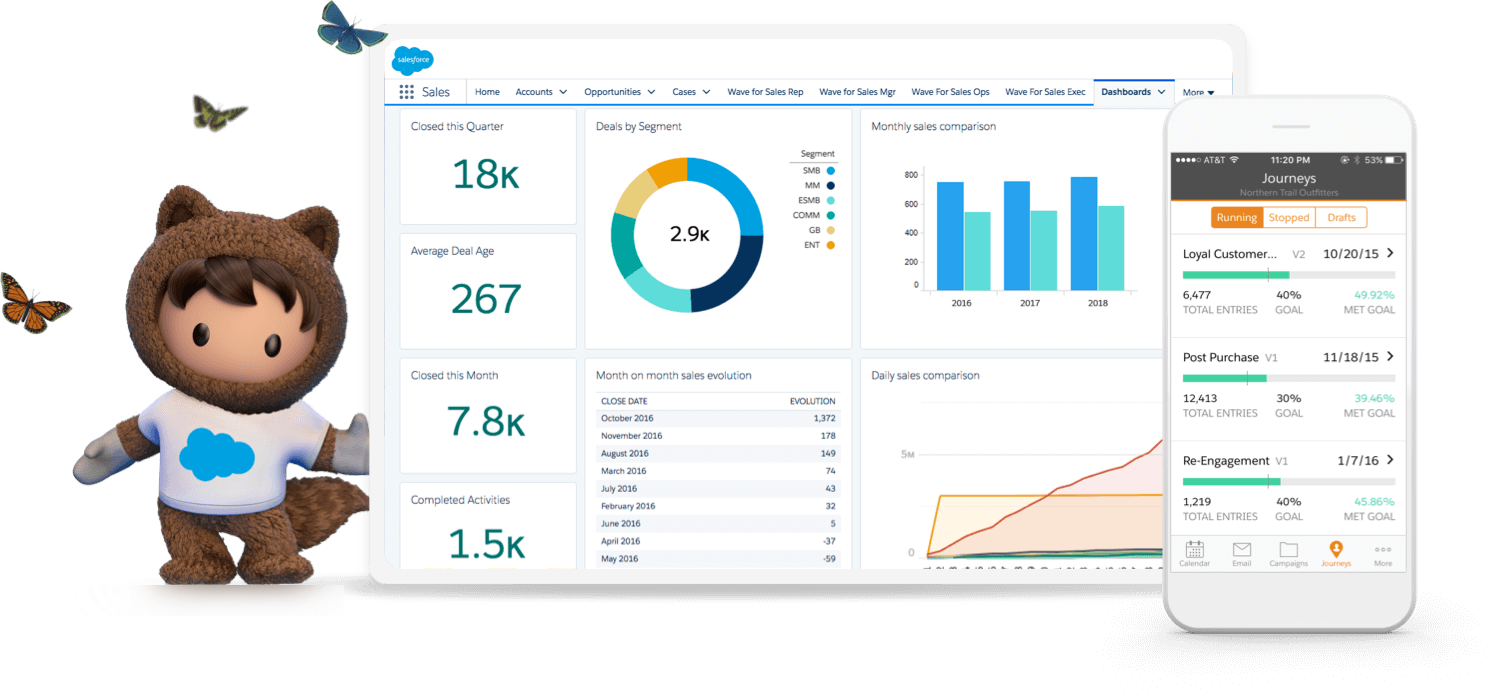 salesforce
Sales Home Accounts Opportunities Cases Wave for Sales Rep Wave for Sales Mgr Wave For Sales Ops Wave For Sales Exec Dashboards More
Closed this Quarter
18K
Average Deal Age
267
Closed this Month
7.8K
Completed Activities
1.5K
Deals by Segment
2.9K
Segment
SMB
MM
ESMB
COMM
GB
ENT
Month on month sales evolution
CLOSE DATE EVOLUTION
October 2016 1,372
November 2016 178
August 2016 149
March 2016 74
July 2016 43
February 2016 32
June 2016 5
April 2016 -37
May 2016 -59
Monthly sales comparison
800
600
400
200
0
2016 2017 2018
Daily sales comparison
5M
0
AT&T 11:20 PM 53%
Journeys
Northern Trail Outfitters
Running Stopped Drafts
Loyal Customer... V2 10/20/15
6,477 40% 49.92%
TOTAL ENTRIES GOAL MET GOAL
Post Purchase V1 11/18/15
12,413 30% 39.46%
TOTAL ENTRIES GOAL MET GOAL
Re-Engagement V1 1/7/16
1,219 40% 45.86%
TOTAL ENTRIES GOAL MET GOAL
Calendar Email Campaigns Journeys More